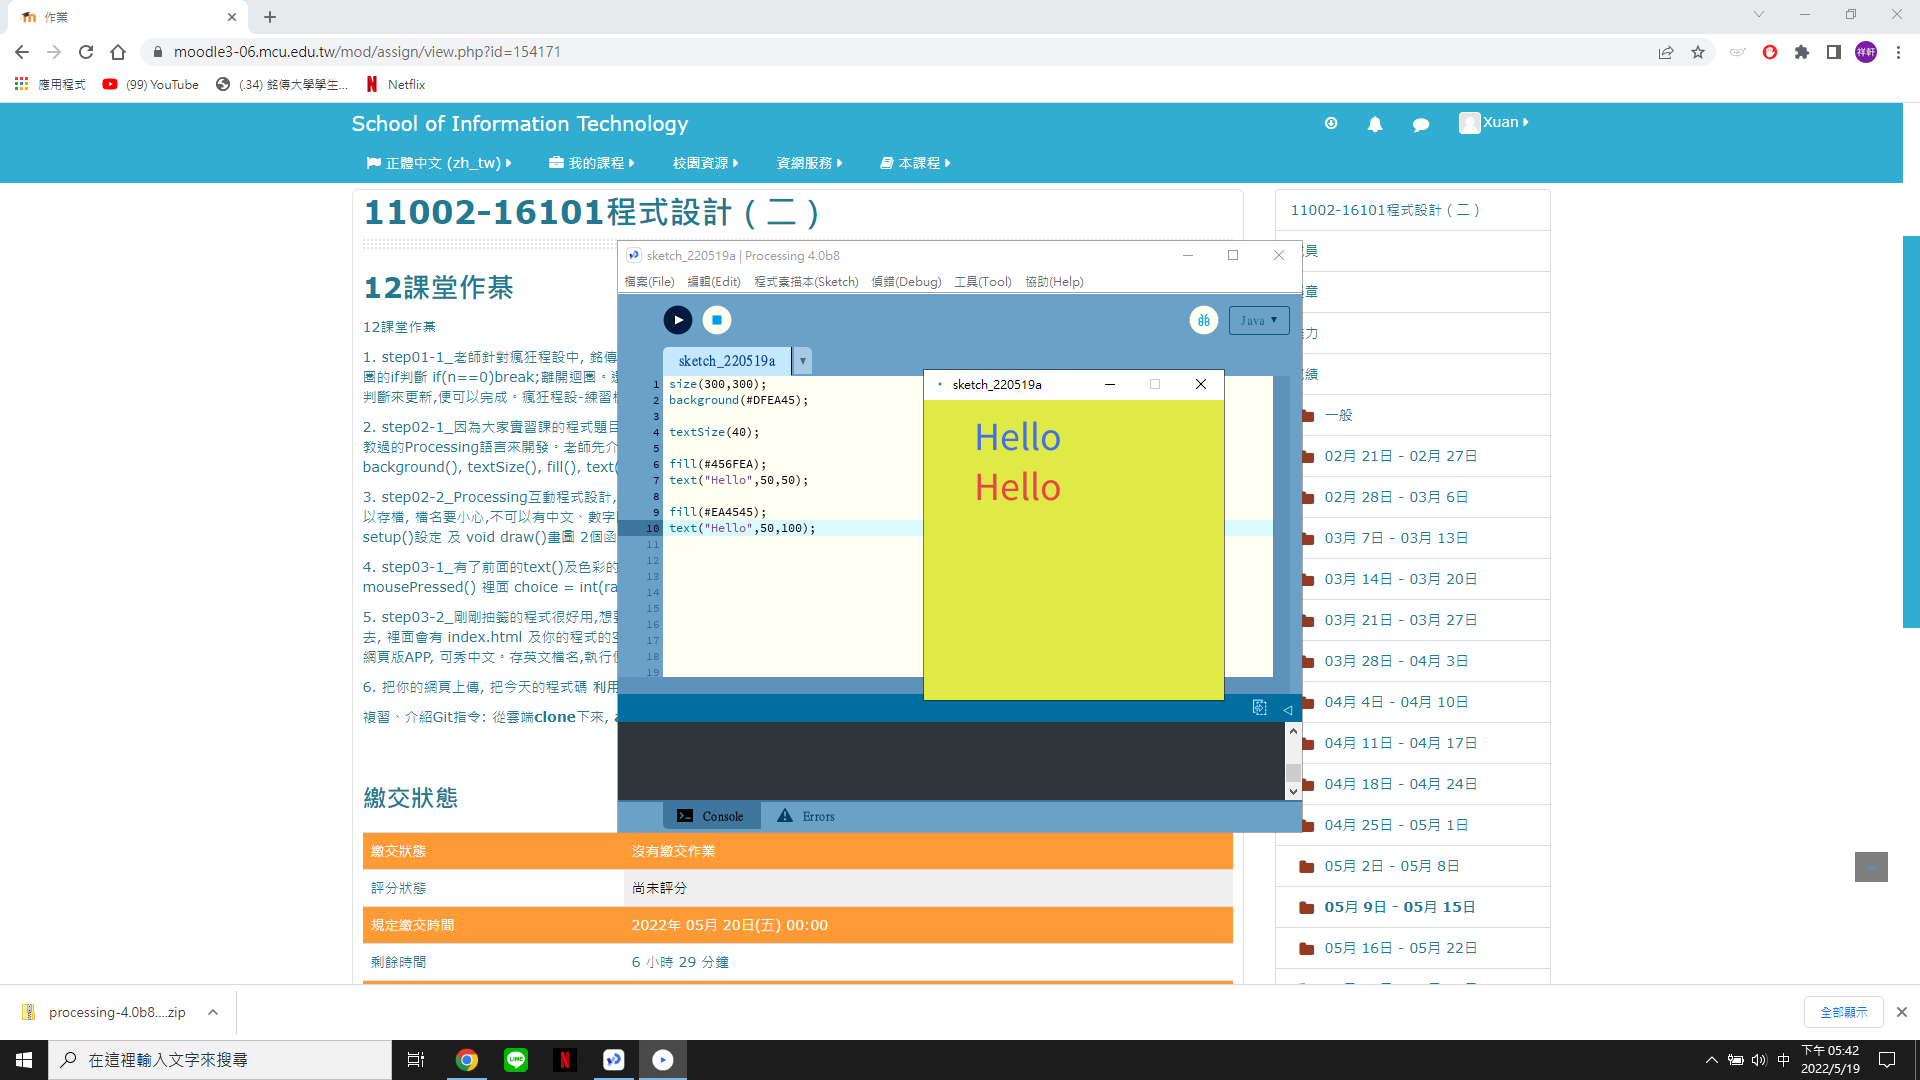 作業
moodle3-06.mcu.edu.tw/mod/assign/view.php?id=154171
祥軒
應用程式
(99) YouTube
(.34) 銘傳大學學生...
Netflix
School of Information Technology
Xuan
正體中文 (zh_tw)
我的課程
校園資源
資網服務
本課程
11002-16101程式設計 ( 二 )
12課堂作業
12課堂作業
1. step01-1_老師針對瘋狂程設中, 銘傳
圈的if判斷 if(n==0)break;離開迴圈。
判斷來更新,便可以完成。瘋狂程設-練習
2. step02-1_因為大家實習課的程式題目
教過的Processing語言來開發。老師先介
background(), textSize(), fill(), text(
3. step02-2_Processing互動程式設計,
以存檔, 檔名要小心,不可以有中文、數字
setup()設定 及 void draw()畫圖 2個函
4. step03-1_有了前面的text()及色彩的
mousePressed() 裡面 choice = int(ra
5. step03-2_剛剛抽籤的程式很好用,想
去, 裡面會有 index.html 及你的程式的
網頁版APP, 可秀中文。存英文檔名,執行
6. 把你的網頁上傳, 把今天的程式碼 利用
複習、介紹Git指令: 從雲端clone下來, a
繳交狀態
繳交狀態 沒有繳交作業
評分狀態 尚未評分
規定繳交時間 2022年 05月 20日(五) 00:00
剩餘時間 6 小時 29 分鐘
sketch_220519a | Processing 4.0b8
檔案(File) 編輯(Edit) 程式素描本(Sketch) 偵錯(Debug) 工具(Tool) 協助(Help)
Java
sketch_220519a
1 size(300,300);
2 background(#DFEA45);
3
4 textSize(40);
5
6 fill(#456FEA);
7 text("Hello",50,50);
8
9 fill(#EA4545);
10 text("Hello",50,100);
11
12
13
14
15
16
17
18
19
Console
Errors
sketch_220519a
Hello
Hello
11002-16101程式設計 ( 二 )
員
章
力
績
一般
02月 21日 - 02月 27日
02月 28日 - 03月 6日
03月 7日 - 03月 13日
03月 14日 - 03月 20日
03月 21日 - 03月 27日
03月 28日 - 04月 3日
04月 4日 - 04月 10日
04月 11日 - 04月 17日
04月 18日 - 04月 24日
04月 25日 - 05月 1日
05月 2日 - 05月 8日
05月 9日 - 05月 15日
05月 16日 - 05月 22日
processing-4.0b8....zip
全部顯示
在這裡輸入文字來搜尋
LINE
中
下午 05:42
2022/5/19